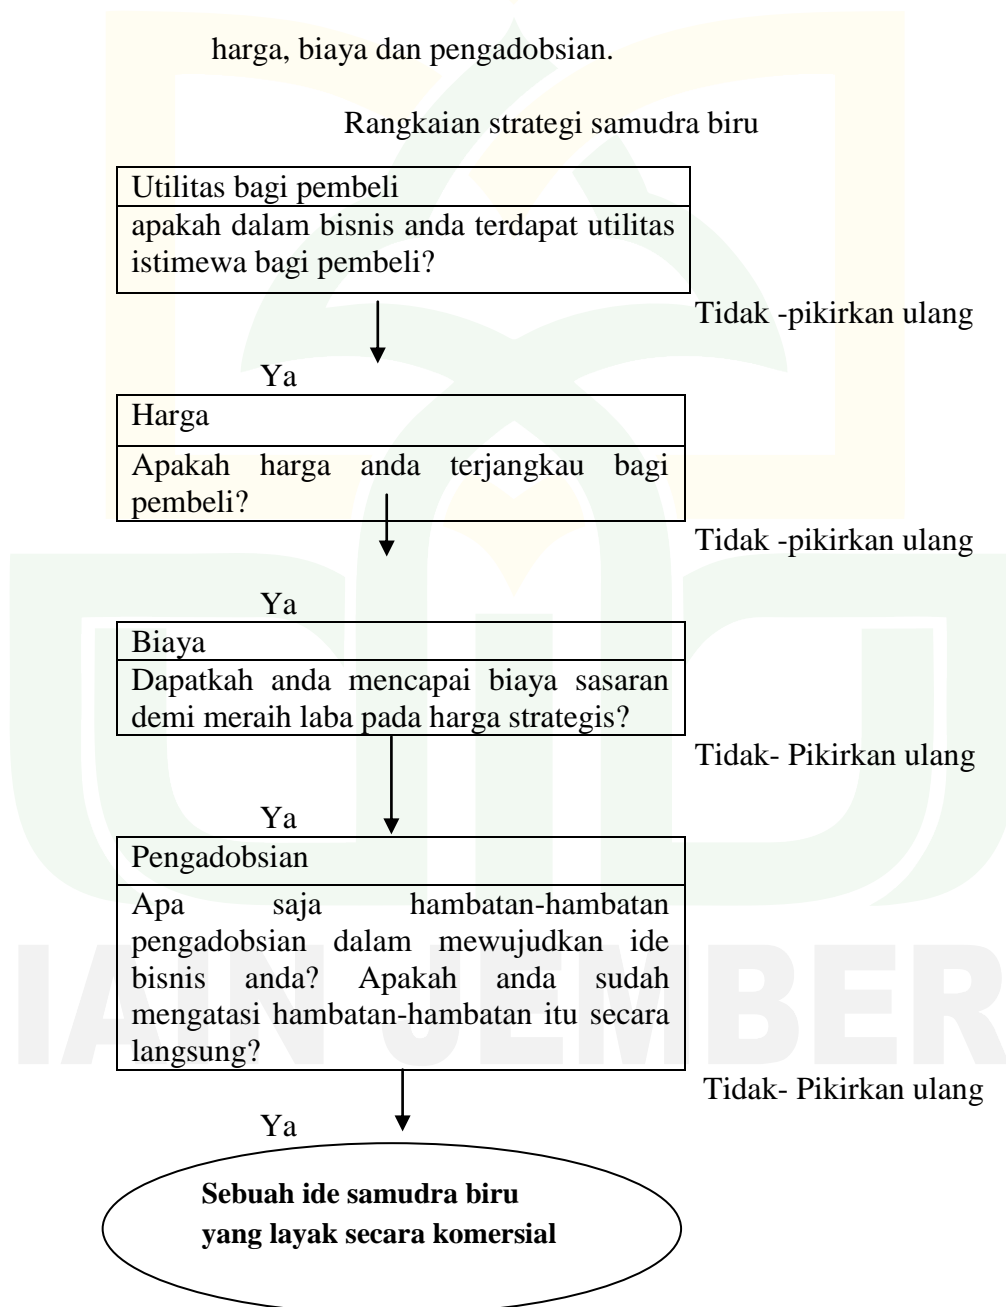 harga, biaya dan pengadobsian.
Rangkaian strategi samudra biru
Utilitas bagi pembeli
apakah dalam bisnis anda terdapat utilitas
istimewa bagi pembeli?
Tidak -pikirkan ulang
Ya
Harga
Apakah harga anda terjangkau bagi
pembeli?
Tidak -pikirkan ulang
Ya
Biaya
Dapatkah anda mencapai biaya sasaran
demi meraih laba pada harga strategis?
Tidak- Pikirkan ulang
Ya
Pengadobsian
Apa saja hambatan-hambatan
pengadobsian dalam mewujudkan ide
bisnis anda? Apakah anda sudah
mengatasi hambatan-hambatan itu secara
langsung?
Tidak- Pikirkan ulang
Ya
Sebuah ide samudra biru
yang layak secara komersial
IAIN JEMBER